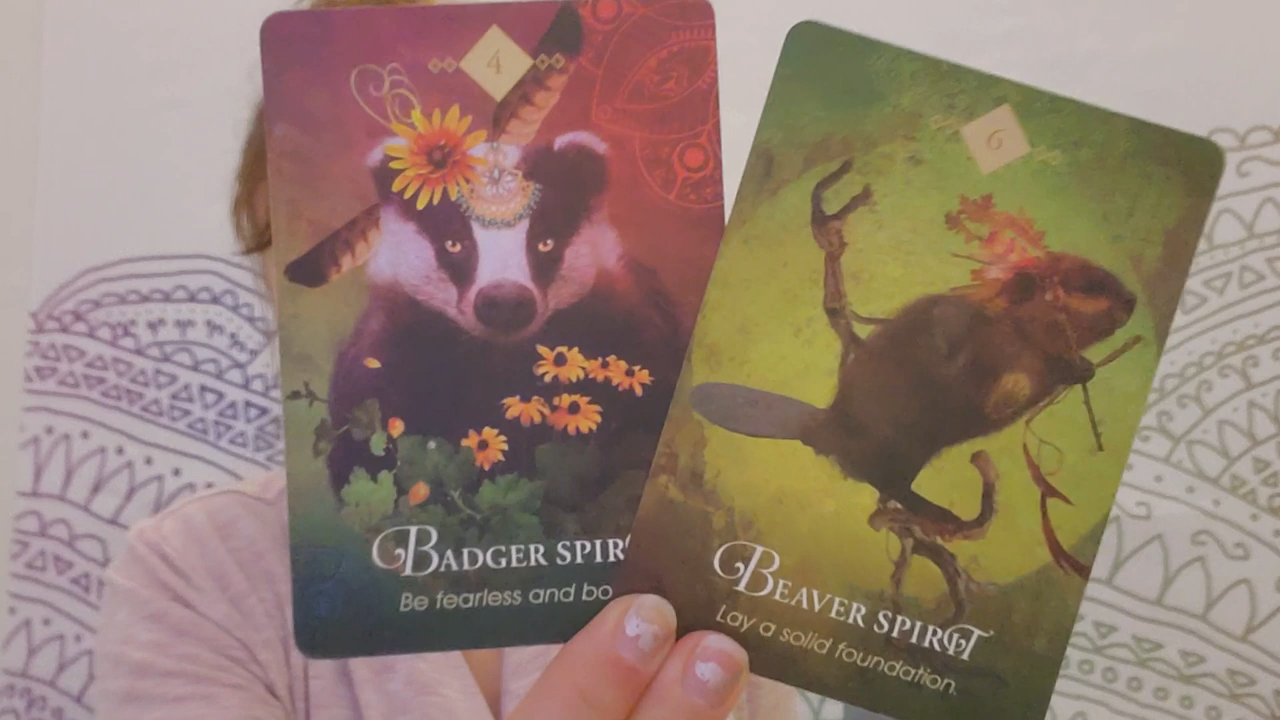 4
BADGER SPIR
Be fearless and bo
6
BEAVER SPIRIT
Lay a solid foundation.